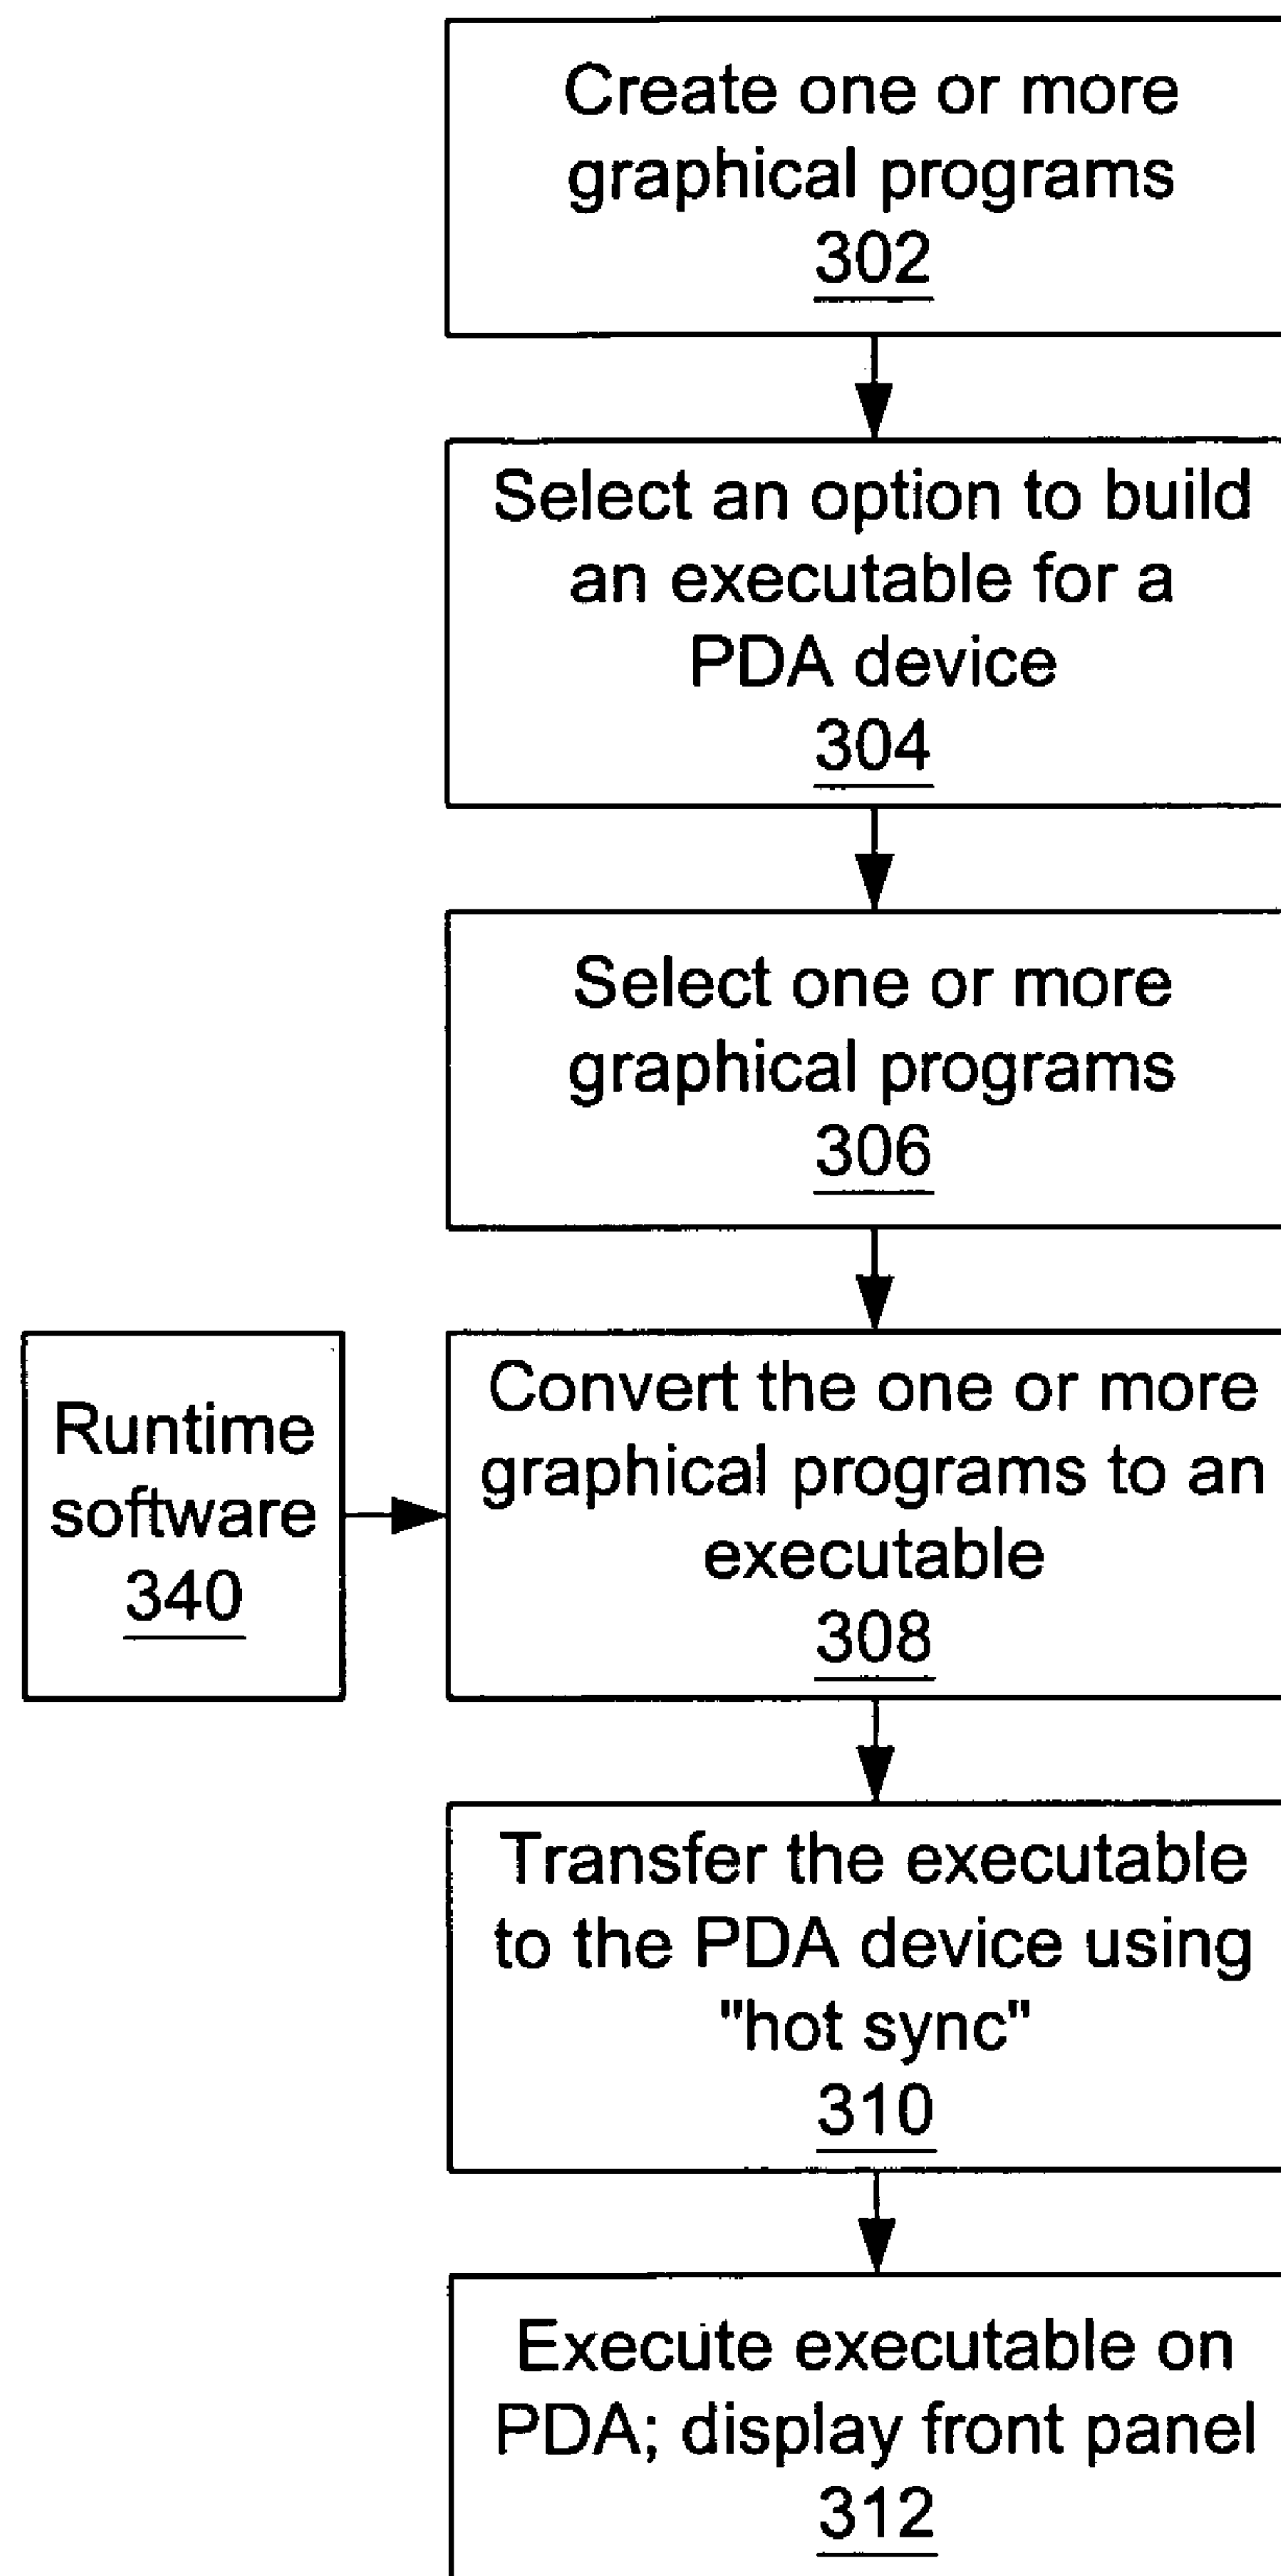 Create one or more
graphical programs
302
Select an option to build
an executable for a
PDA device
304
Select one or more
graphical programs
306
Runtime
software
340
Convert the one or more
graphical programs to an
executable
308
Transfer the executable
to the PDA device using
"hot sync"
310
Execute executable on
PDA; display front panel
312